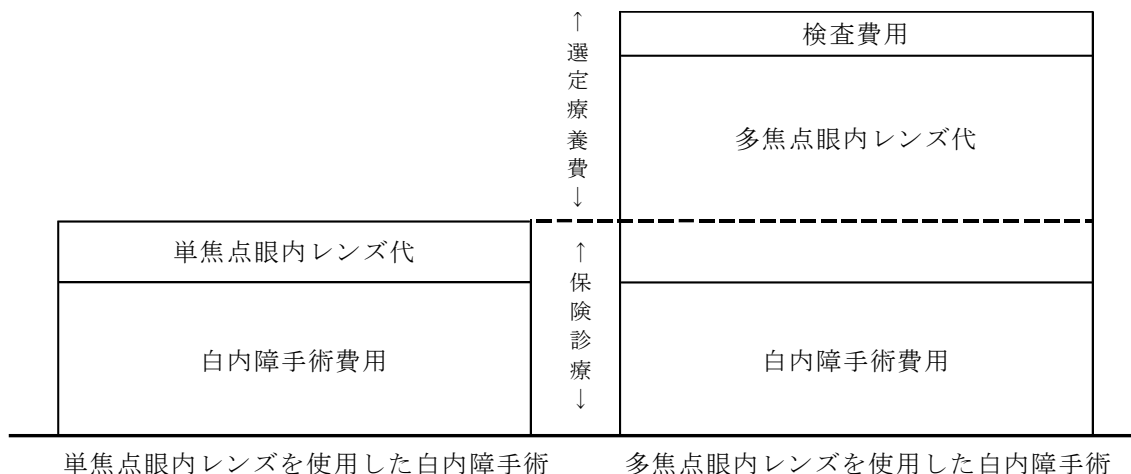 単焦点眼内レンズ代
白内障手術費用
単焦点眼内レンズを使用した白内障手術
↑選定療養費↓
↑保険診療↓
検査費用
多焦点眼内レンズ代
白内障手術費用
多焦点眼内レンズを使用した白内障手術